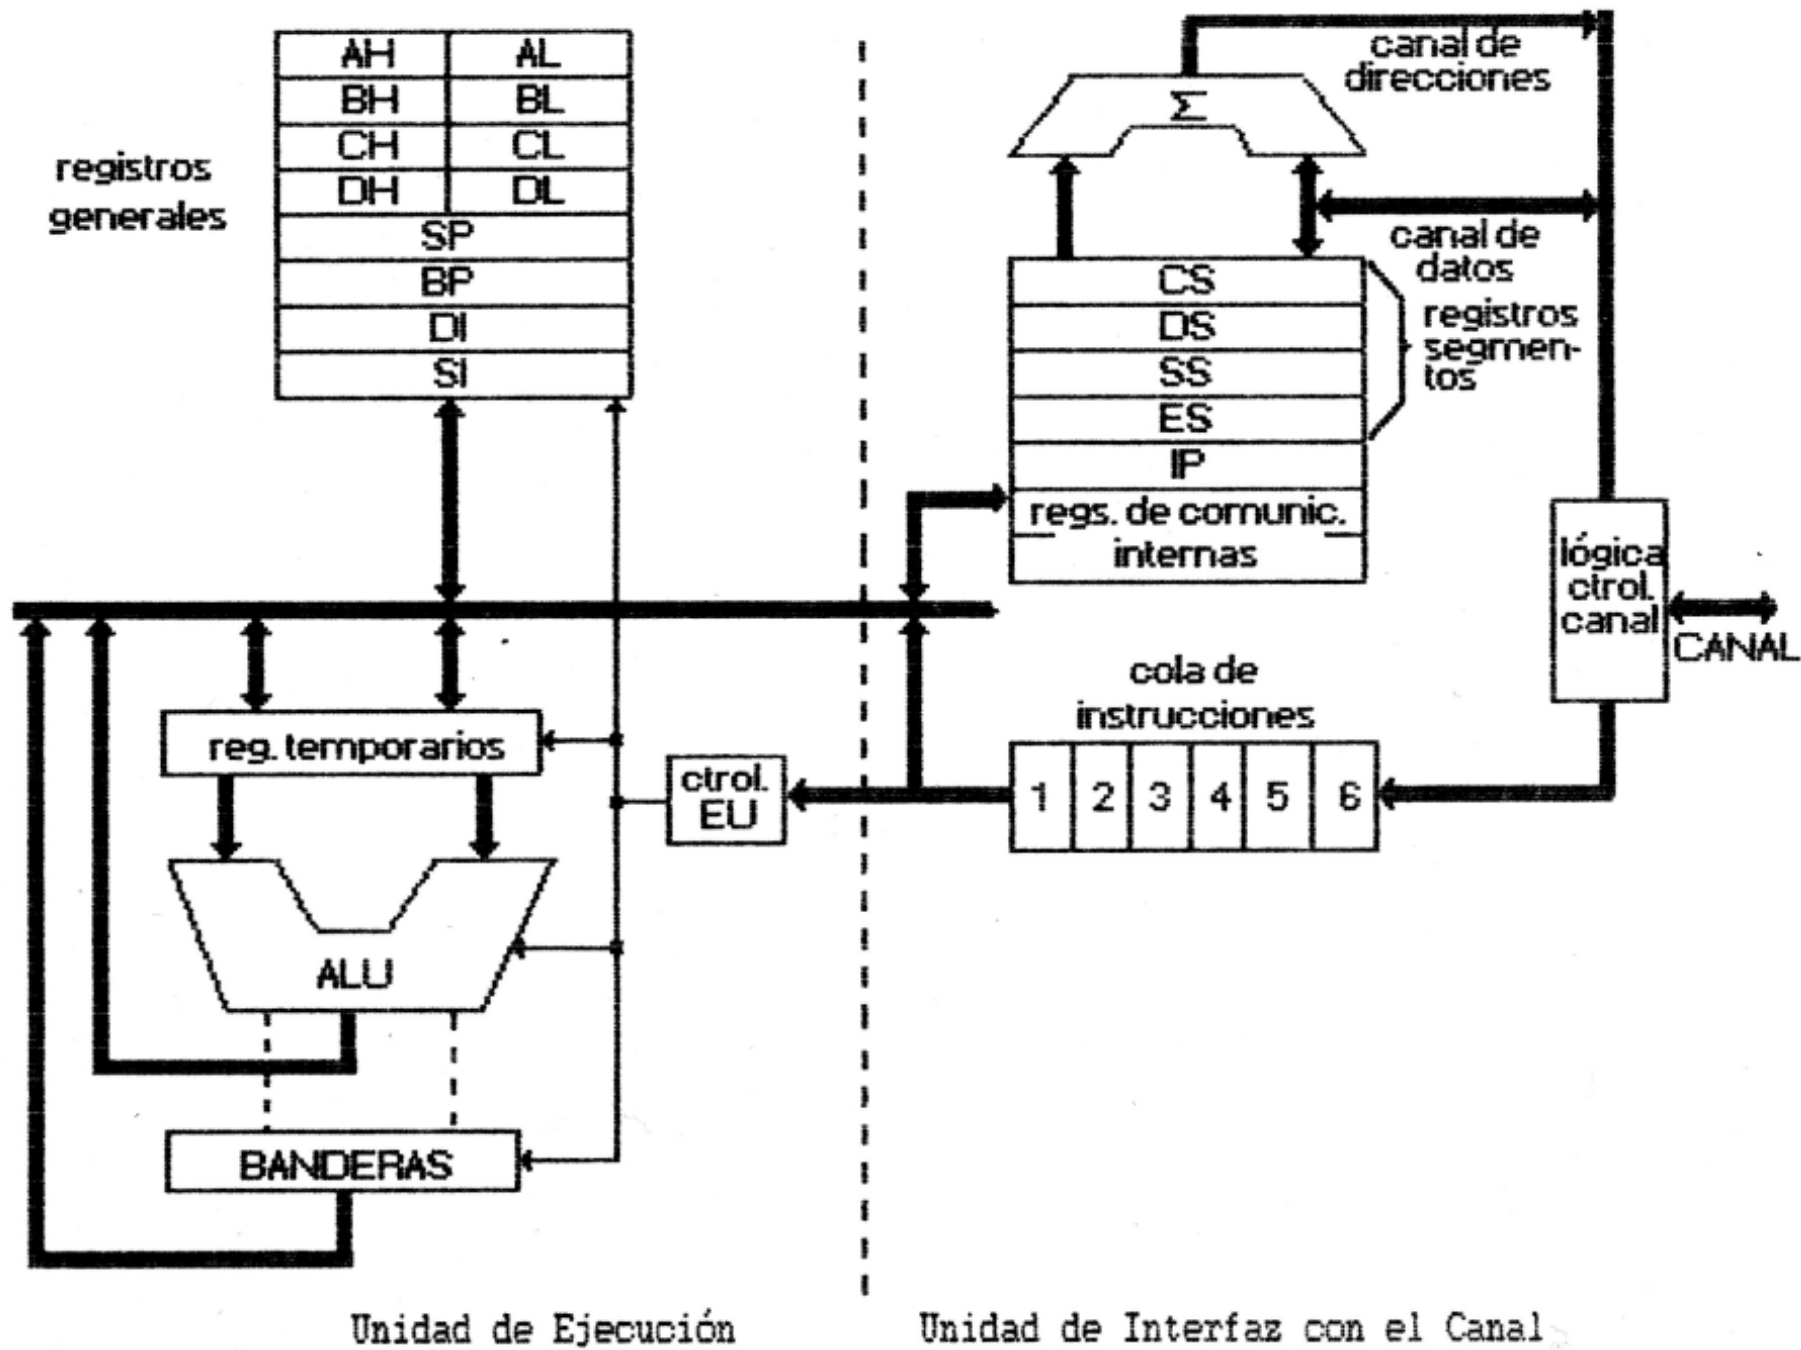 registros
generales
AH AL
BH BL
CH CL
DH DL
SP
BP
DI
SI
reg. temporarios
ctrol.
EU
ALU
BANDERAS
Unidad de Ejecución
canal de
direcciones
Σ
canal de
datos
CS
DS
SS
ES
IP
regs. de comunic.
internas
registros
segmen-
tos
lógica
ctrol.
canal
CANAL
cola de
instrucciones
1 2 3 4 5 6
Unidad de Interfaz con el Canal